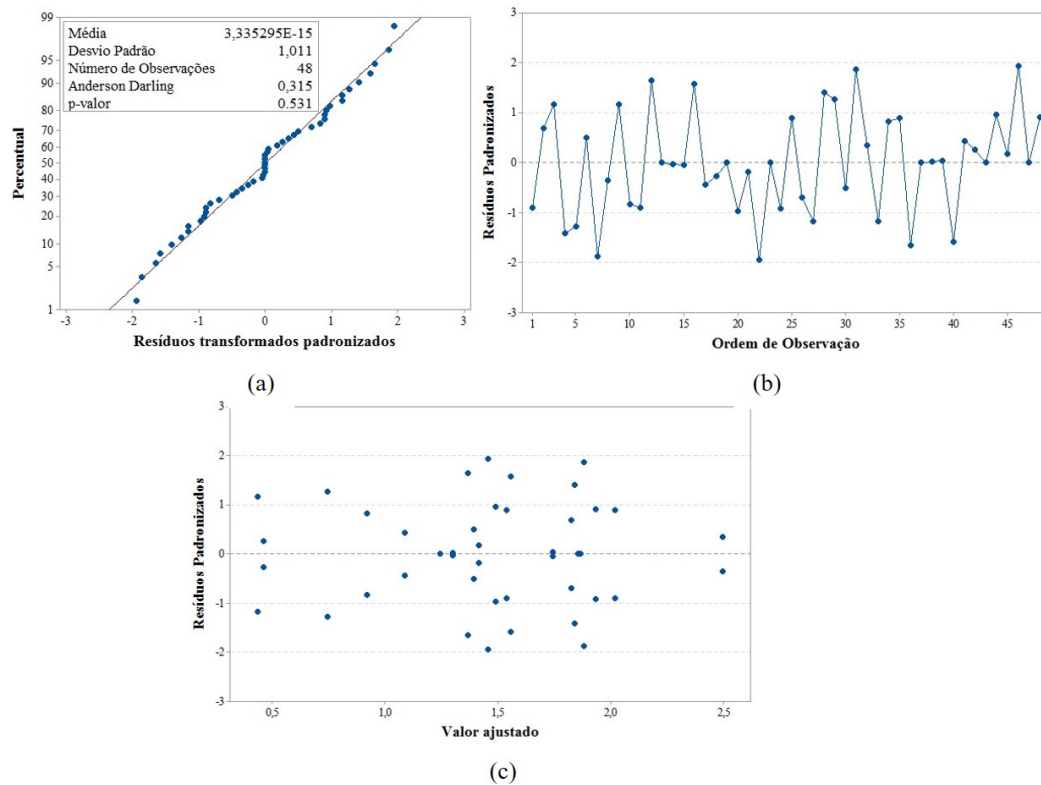 99
95
90
80
70
60
50
40
30
20
10
5
1
Percentual
Média 3,335295E-15
Desvio Padrão 1,011
Número de Observações 48
Anderson Darling 0,315
p-valor 0.531
-3 -2 -1 0 1 2 3
Resíduos transformados padronizados
(a)
3
2
1
0
-1
-2
-3
Resíduos Padronizados
1 5 10 15 20 25 30 35 40 45
Ordem de Observação
(b)
3
2
1
0
-1
-2
-3
Resíduos Padronizados
0,5 1,0 1,5 2,0 2,5
Valor ajustado
(c)